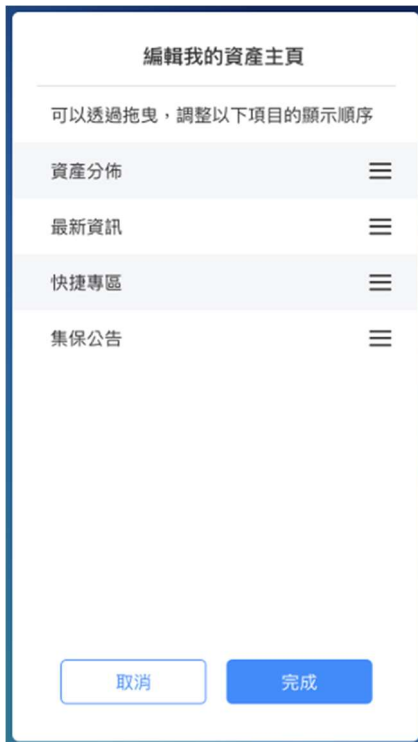 編輯我的資產主頁
可以透過拖曳，調整以下項目的顯示順序
資產分佈
最新資訊
快捷專區
集保公告
取消
完成